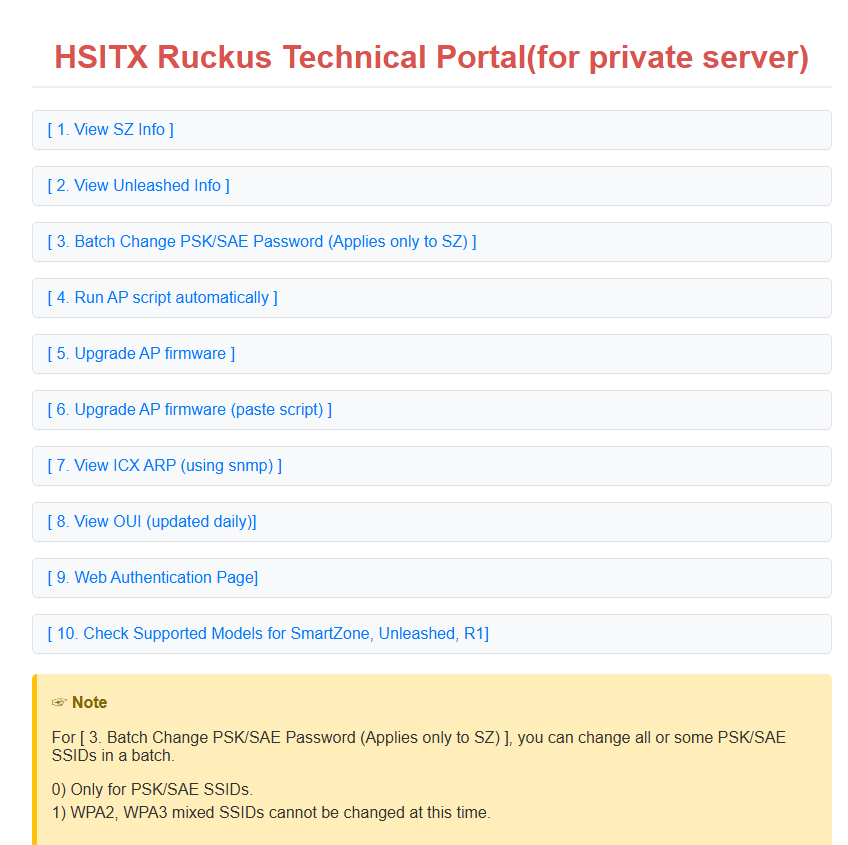 HSITX Ruckus Technical Portal(for private server)
[ 1. View SZ Info ]
[ 2. View Unleashed Info ]
[ 3. Batch Change PSK/SAE Password (Applies only to SZ) ]
[ 4. Run AP script automatically ]
[ 5. Upgrade AP firmware ]
[ 6. Upgrade AP firmware (paste script) ]
[ 7. View ICX ARP (using snmp) ]
[ 8. View OUI (updated daily)]
[ 9. Web Authentication Page]
[ 10. Check Supported Models for SmartZone, Unleashed, R1]
☞ Note
For [ 3. Batch Change PSK/SAE Password (Applies only to SZ) ], you can change all or some PSK/SAE
SSIDs in a batch.
0) Only for PSK/SAE SSIDs.
1) WPA2, WPA3 mixed SSIDs cannot be changed at this time.